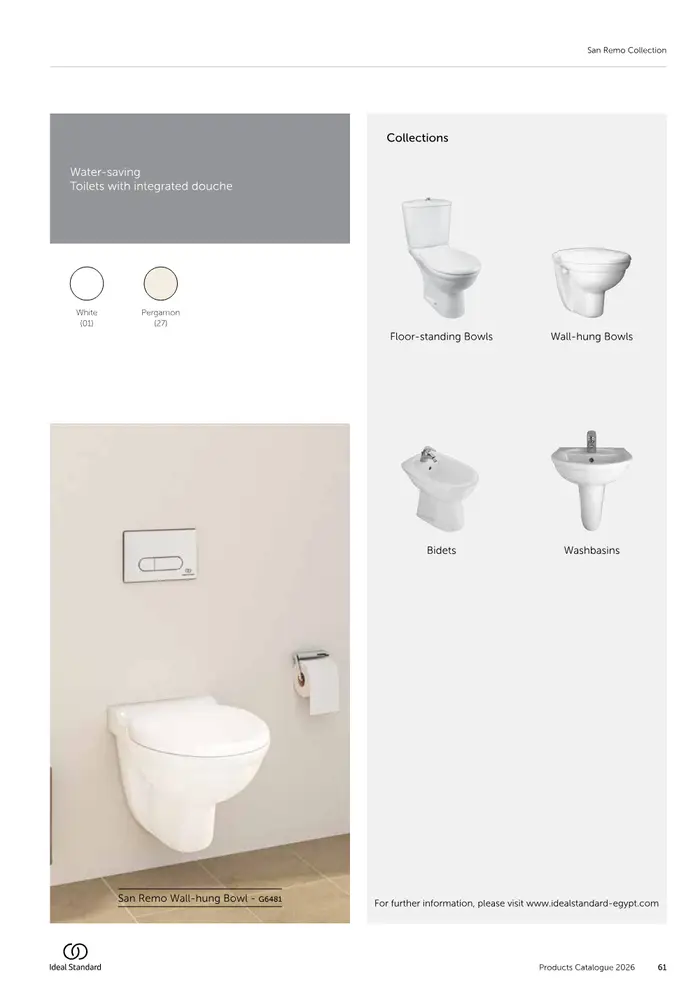 San Remo Collection
Water-saving
Toilets with integrated douche
White
(01)
Pergamon
(27)
Collections
Floor-standing Bowls
Wall-hung Bowls
Bidets
Washbasins
San Remo Wall-hung Bowl - G6481
For further information, please visit www.idealstandard-egypt.com
Ideal Standard
Products Catalogue 2026
61